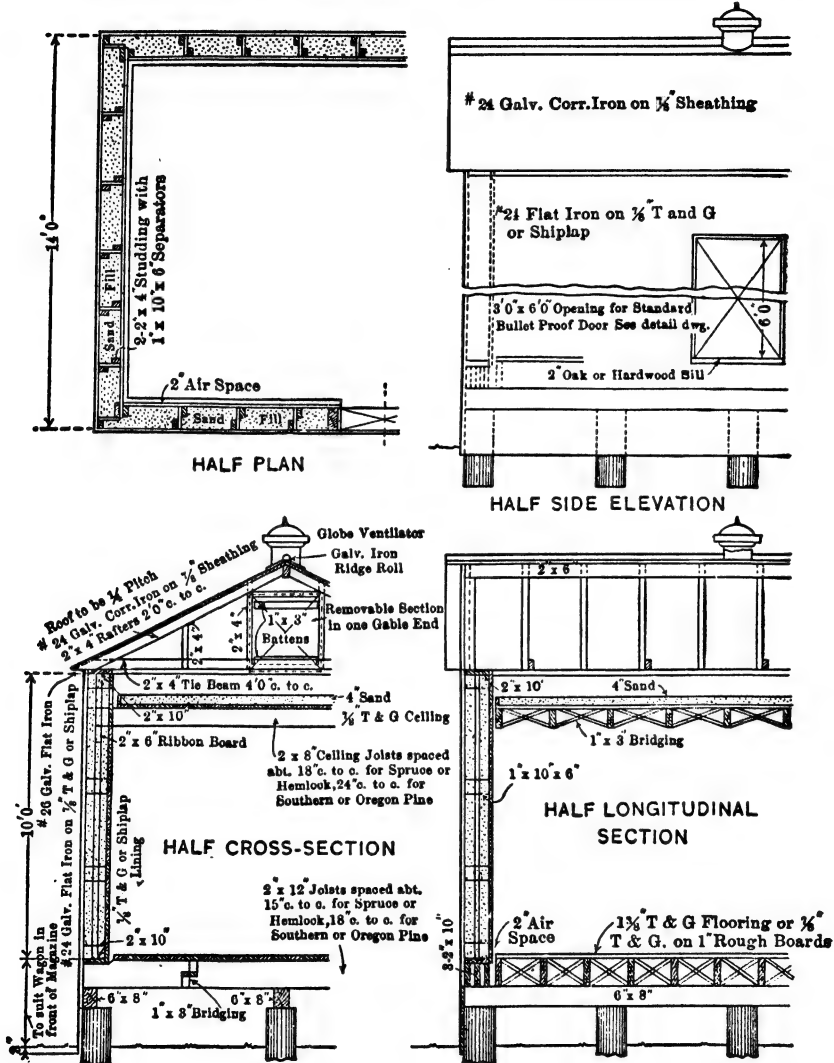 14'0"
2-2"x 4" Studding with
1"x 10"x 6" Separators
Sand Fill
2" Air Space
Sand Fill
HALF PLAN
# 24 Galv. Corr. Iron on ⅞" Sheathing
#24 Flat Iron on ⅞" T and G
or Shiplap
3'0"x 6'0" Opening for Standard
Bullet Proof Door See detail dwg.
6'0"
2" Oak or Hardwood Sill
HALF SIDE ELEVATION
Globe Ventilator
Galv. Iron
Ridge Roll
Roof to be ¼ Pitch
# 24 Galv. Corr. Iron on ⅞" Sheathing
2"x 4" Rafters 2'0" c. to c.
2"x 4"
2"x 4"
1"x 3"
Battens
Removable Section
in one Gable End
2"x 4" Tie Beam 4'0" c. to c.
4" Sand
2"x 10"
⅞" T & G Ceiling
2"x 6" Ribbon Board
2 x 8" Ceiling Joists spaced
abt. 18" c. to c. for Spruce or
Hemlock, 24" c. to c. for
Southern or Oregon Pine
10'0"
# 26 Galv. Flat Iron
#24 Galv. Flat Iron on ⅞" T & G or Shiplap
⅞" T & G or Shiplap
Lining
HALF CROSS-SECTION
2"x 12" Joists spaced abt.
15" c. to c. for Spruce or
Hemlock, 18" c. to c. for
Southern or Oregon Pine
2"x 10"
To suit Wagon in
front of Magazine
6"x 8"
6"x 8"
1"x 3" Bridging
2"x 6"
2"x 10'
4" Sand
1"x 3" Bridging
1"x 10"x 6"
HALF LONGITUDINAL
SECTION
3-2"x 10"
2" Air
Space
1⅜" T & G Flooring or ⅞"
T & G. on 1" Rough Boards
6"x 8"